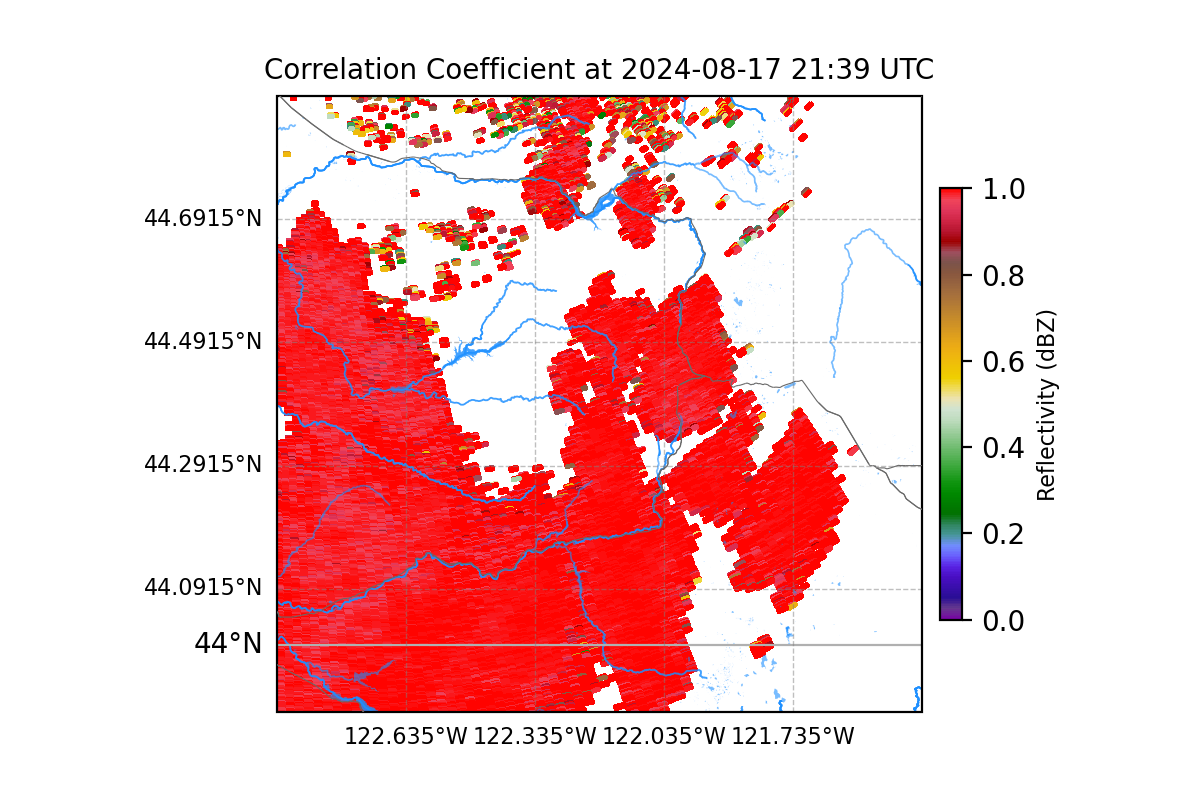 Correlation Coefficient at 2024-08-17 21:39 UTC
44.6915°N
44.4915°N
44.2915°N
44.0915°N
44°N
122.635°W 122.335°W 122.035°W 121.735°W
1.0
0.8
0.6
0.4
0.2
0.0
Reflectivity (dBZ)